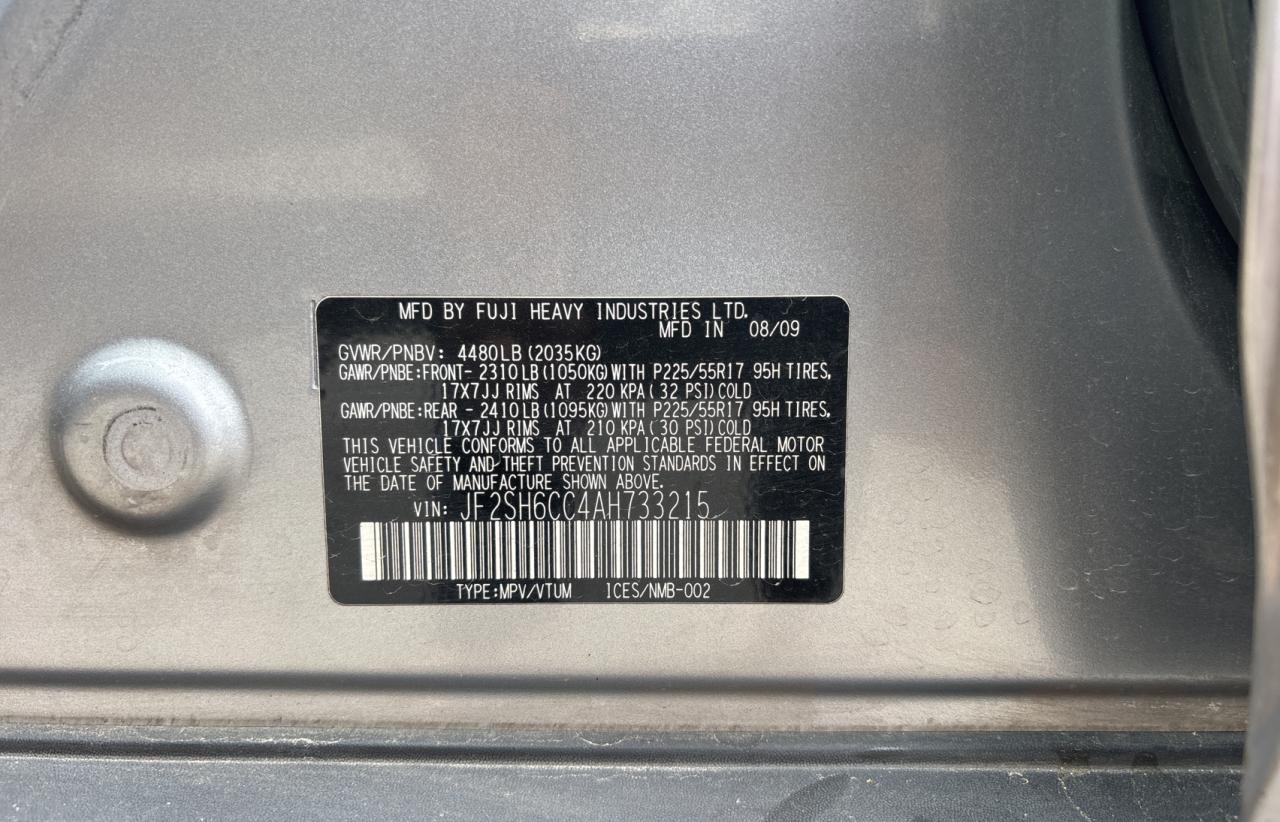 MFD BY FUJI HEAVY INDUSTRIES LTD.
MFD IN 08/09
GVWR/PNBV: 4480LB (2035KG)
GAWR/PNBE:FRONT- 2310LB (1050KG) WITH P225/55R17 95H TIRES,
17X7JJ RIMS AT 220 KPA ( 32 PSI) COLD
GAWR/PNBE:REAR - 2410LB (1095KG) WITH P225/55R17 95H TIRES,
17X7JJ RIMS AT 210 KPA ( 30 PSI) COLD
THIS VEHICLE CONFORMS TO ALL APPLICABLE FEDERAL MOTOR
VEHICLE SAFETY AND THEFT PREVENTION STANDARDS IN EFFECT ON
THE DATE OF MANUFACTURE SHOWN ABOVE.
VIN: JF2SH6CC4AH733215
TYPE:MPV/VTUM ICES/NMB-002